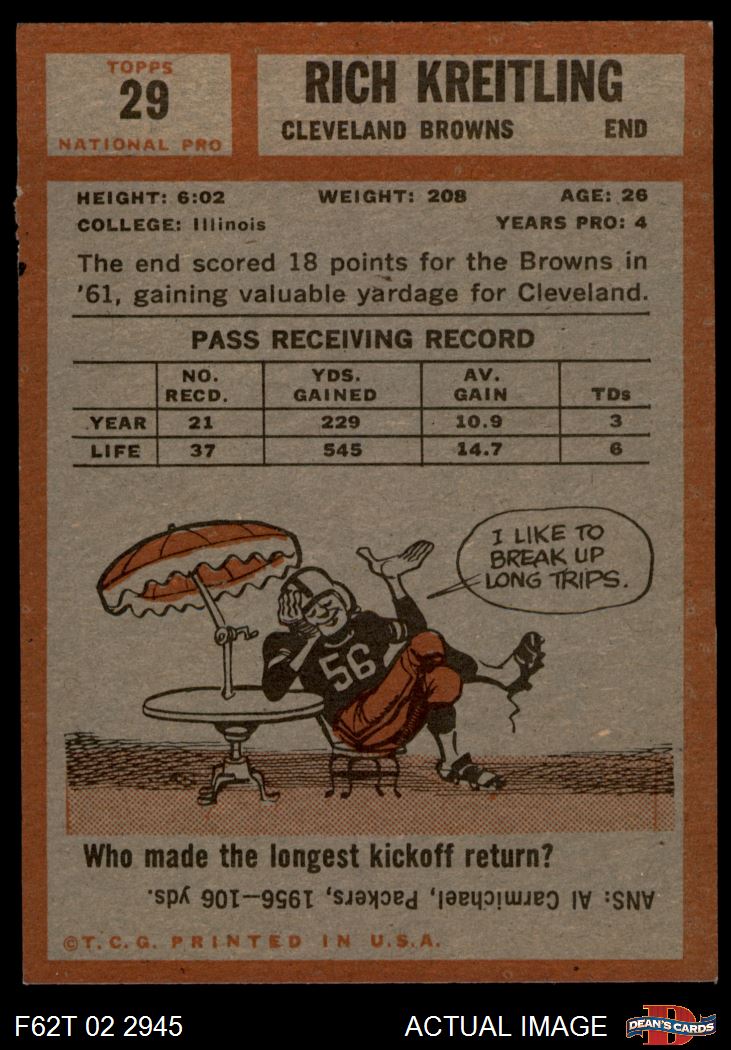 TOPPS
29
NATIONAL PRO
RICH KREITLING
CLEVELAND BROWNS END
HEIGHT: 6:02 WEIGHT: 208 AGE: 26
COLLEGE: Illinois YEARS PRO: 4
The end scored 18 points for the Browns in
'61, gaining valuable yardage for Cleveland.
PASS RECEIVING RECORD
NO. RECD. YDS. GAINED AV. GAIN TDs
YEAR 21 229 10.9 3
LIFE 37 545 14.7 6
I LIKE TO
BREAK UP
LONG TRIPS.
56
Who made the longest kickoff return?
ANS: Al Carmichael, Packers, 1956—106 yds.
©T.C.G. PRINTED IN U.S.A.
F62T 02 2945 ACTUAL IMAGE D DEAN'S CARDS